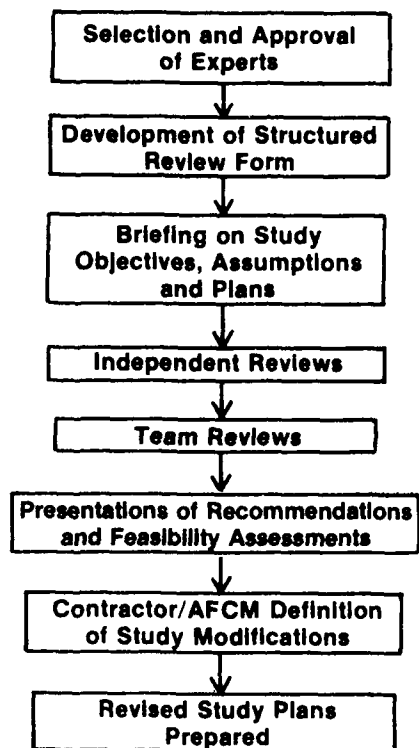 Selection and Approval
of Experts
Development of Structured
Review Form
Briefing on Study
Objectives, Assumptions
and Plans
Independent Reviews
Team Reviews
Presentations of Recommendations
and Feasibility Assessments
Contractor/AFCM Definition
of Study Modifications
Revised Study Plans
Prepared